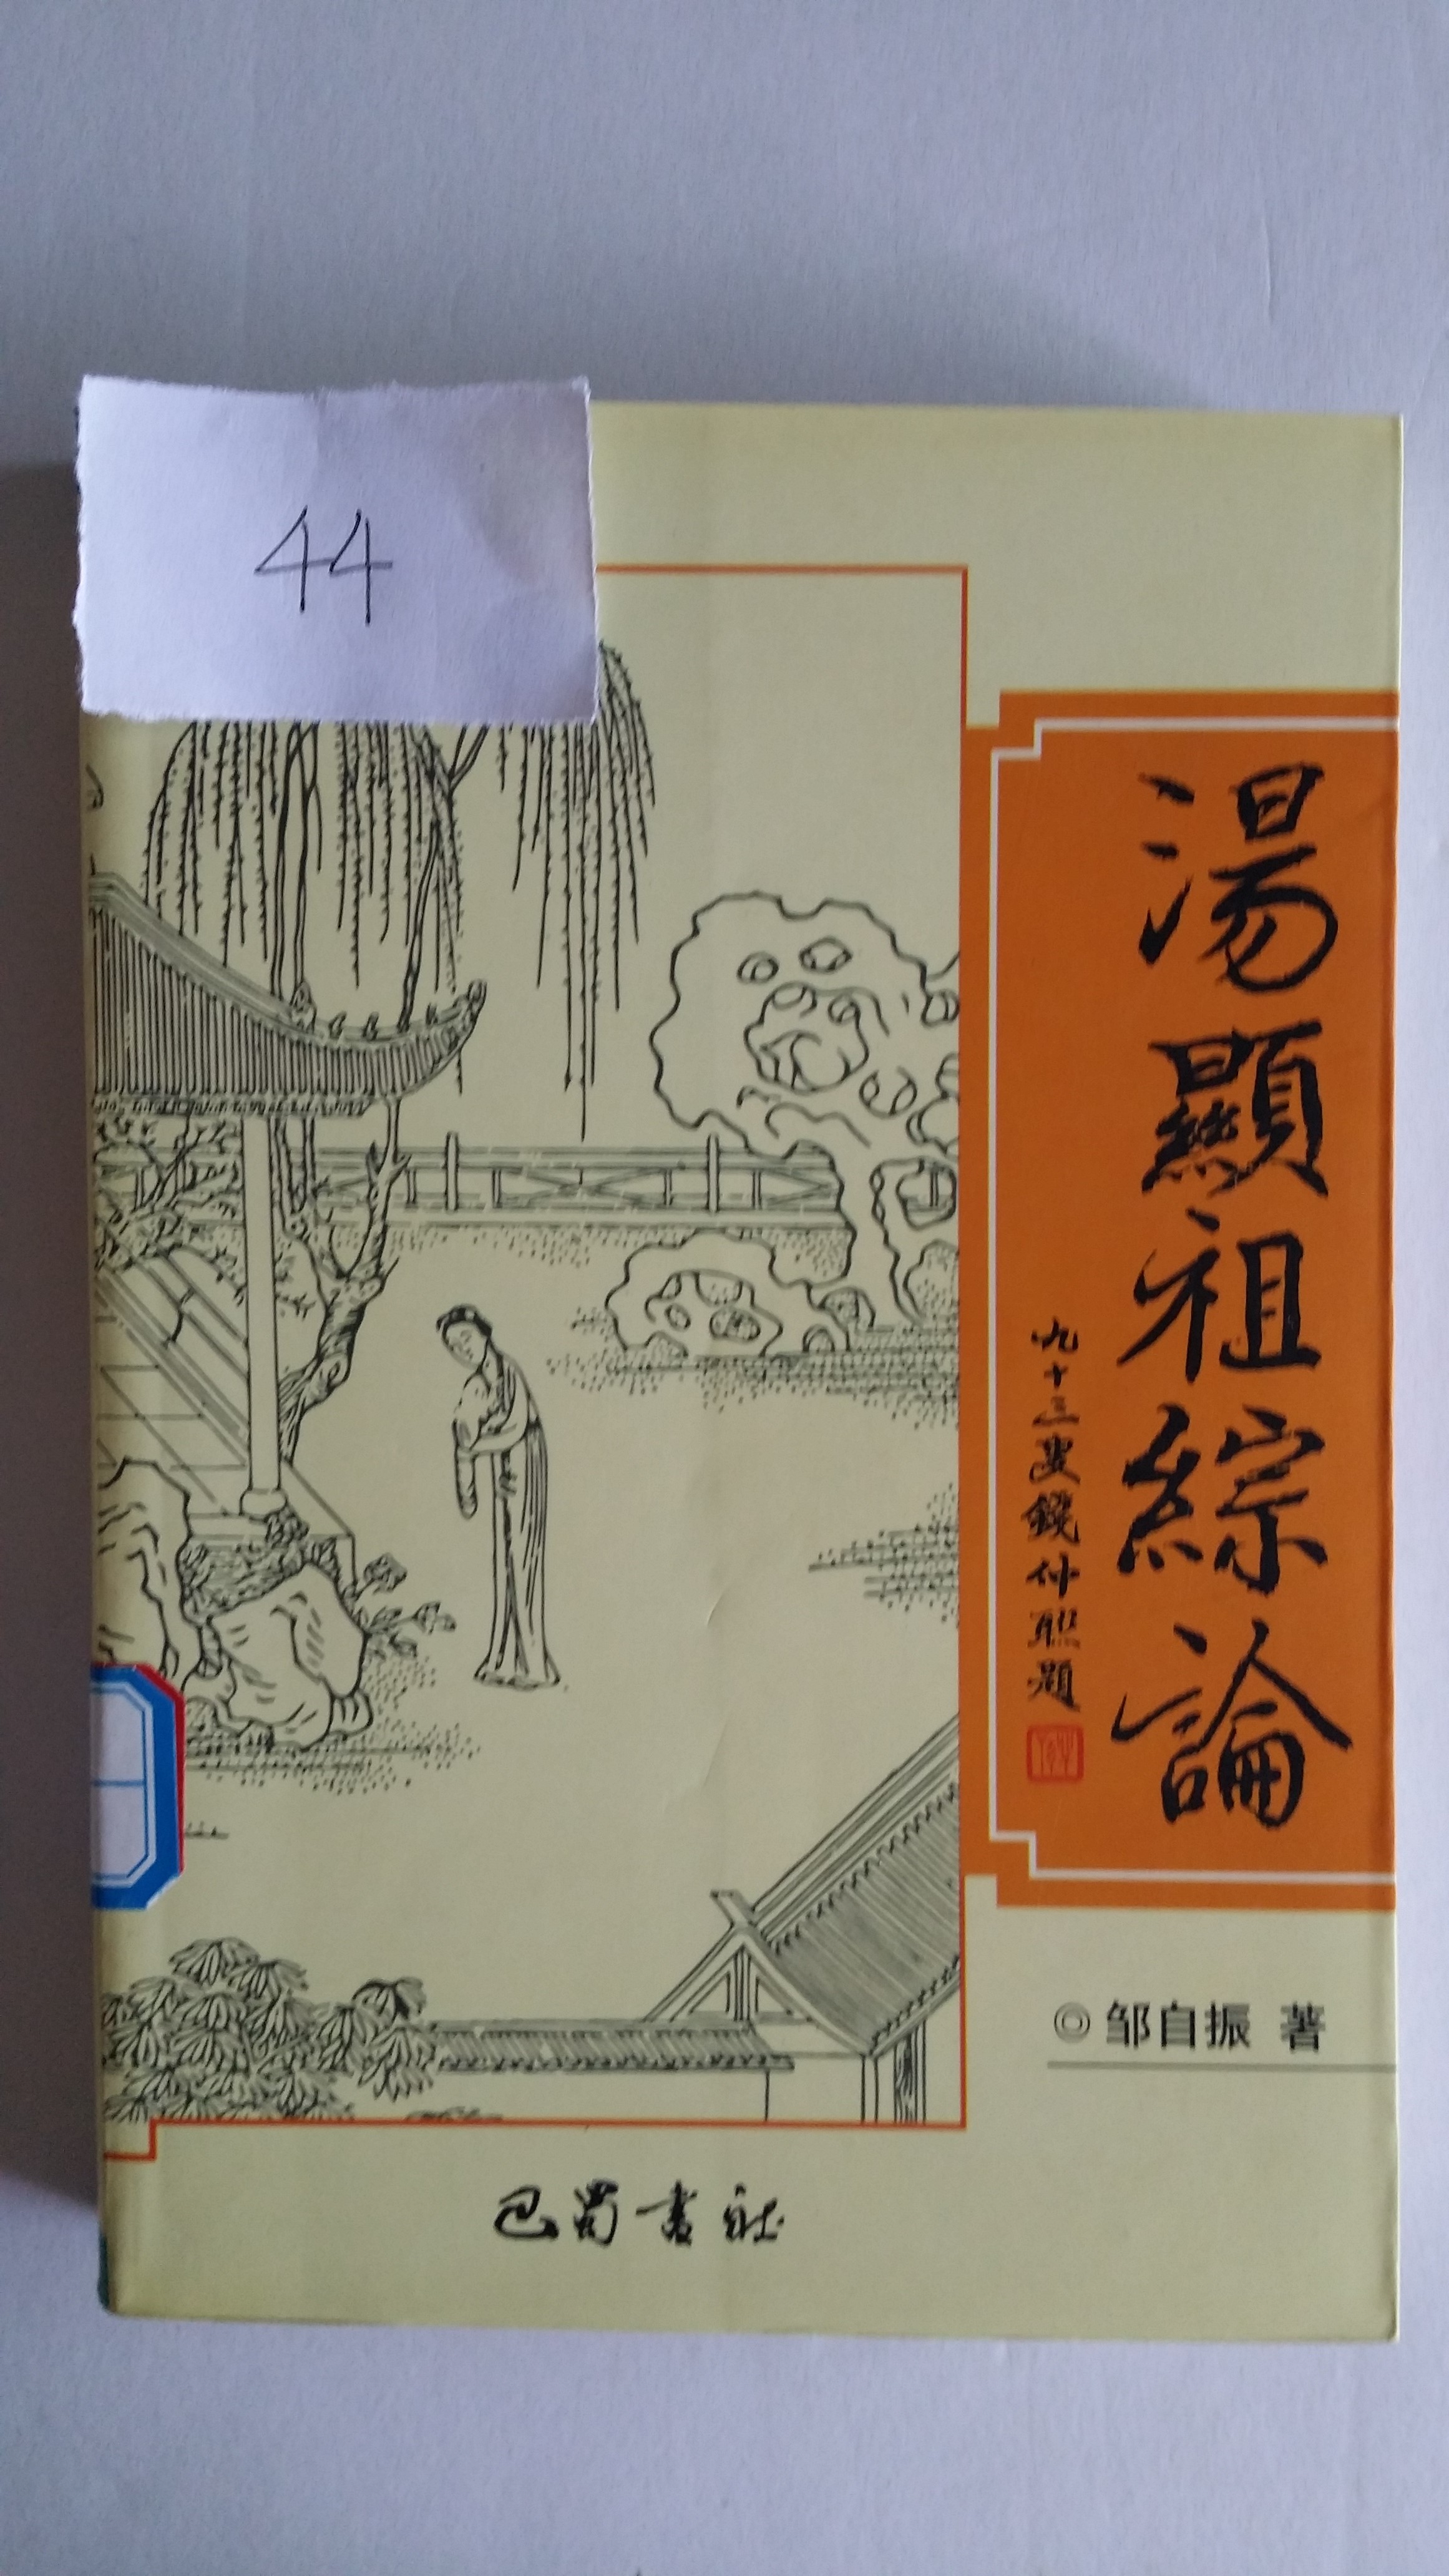 44
湯顯祖綜論
九十三叟錢仲聯題
◎邹自振 著
巴蜀書社